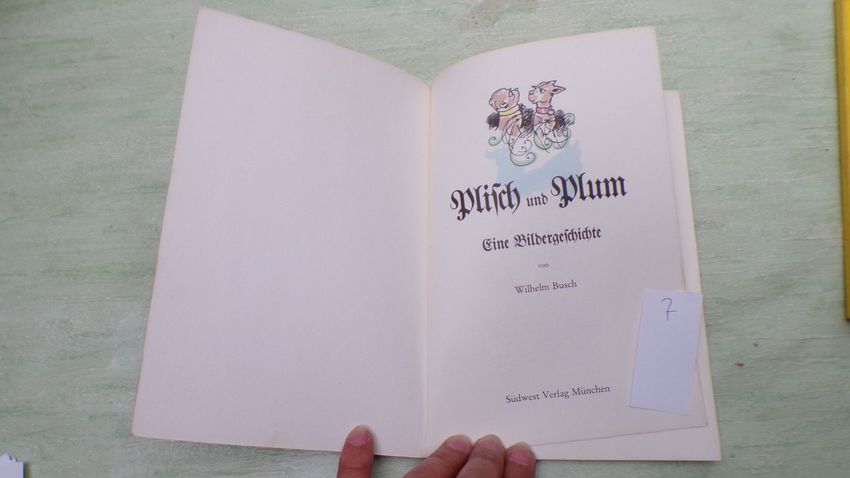 Pliſch und Plum
Eine Bildergeſchichte
von
Wilhelm Busch
Südwest Verlag München
7